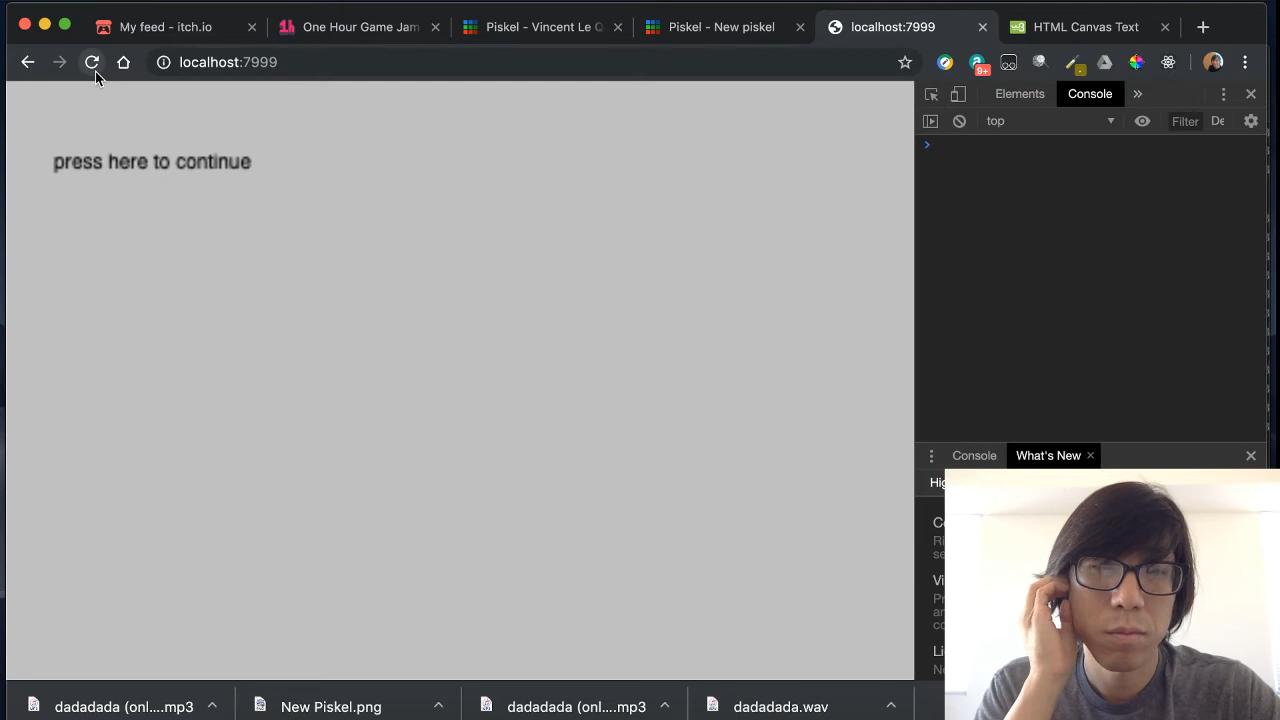 My feed - itch.io
One Hour Game Jam
Piskel - Vincent Le Q
Piskel - New piskel
localhost:7999
HTML Canvas Text
localhost:7999
9+
press here to continue
Elements
Console
top
Filter
De
Console
What's New
dadadada (onl....mp3
New Piskel.png
dadadada (onl....mp3
dadadada.wav